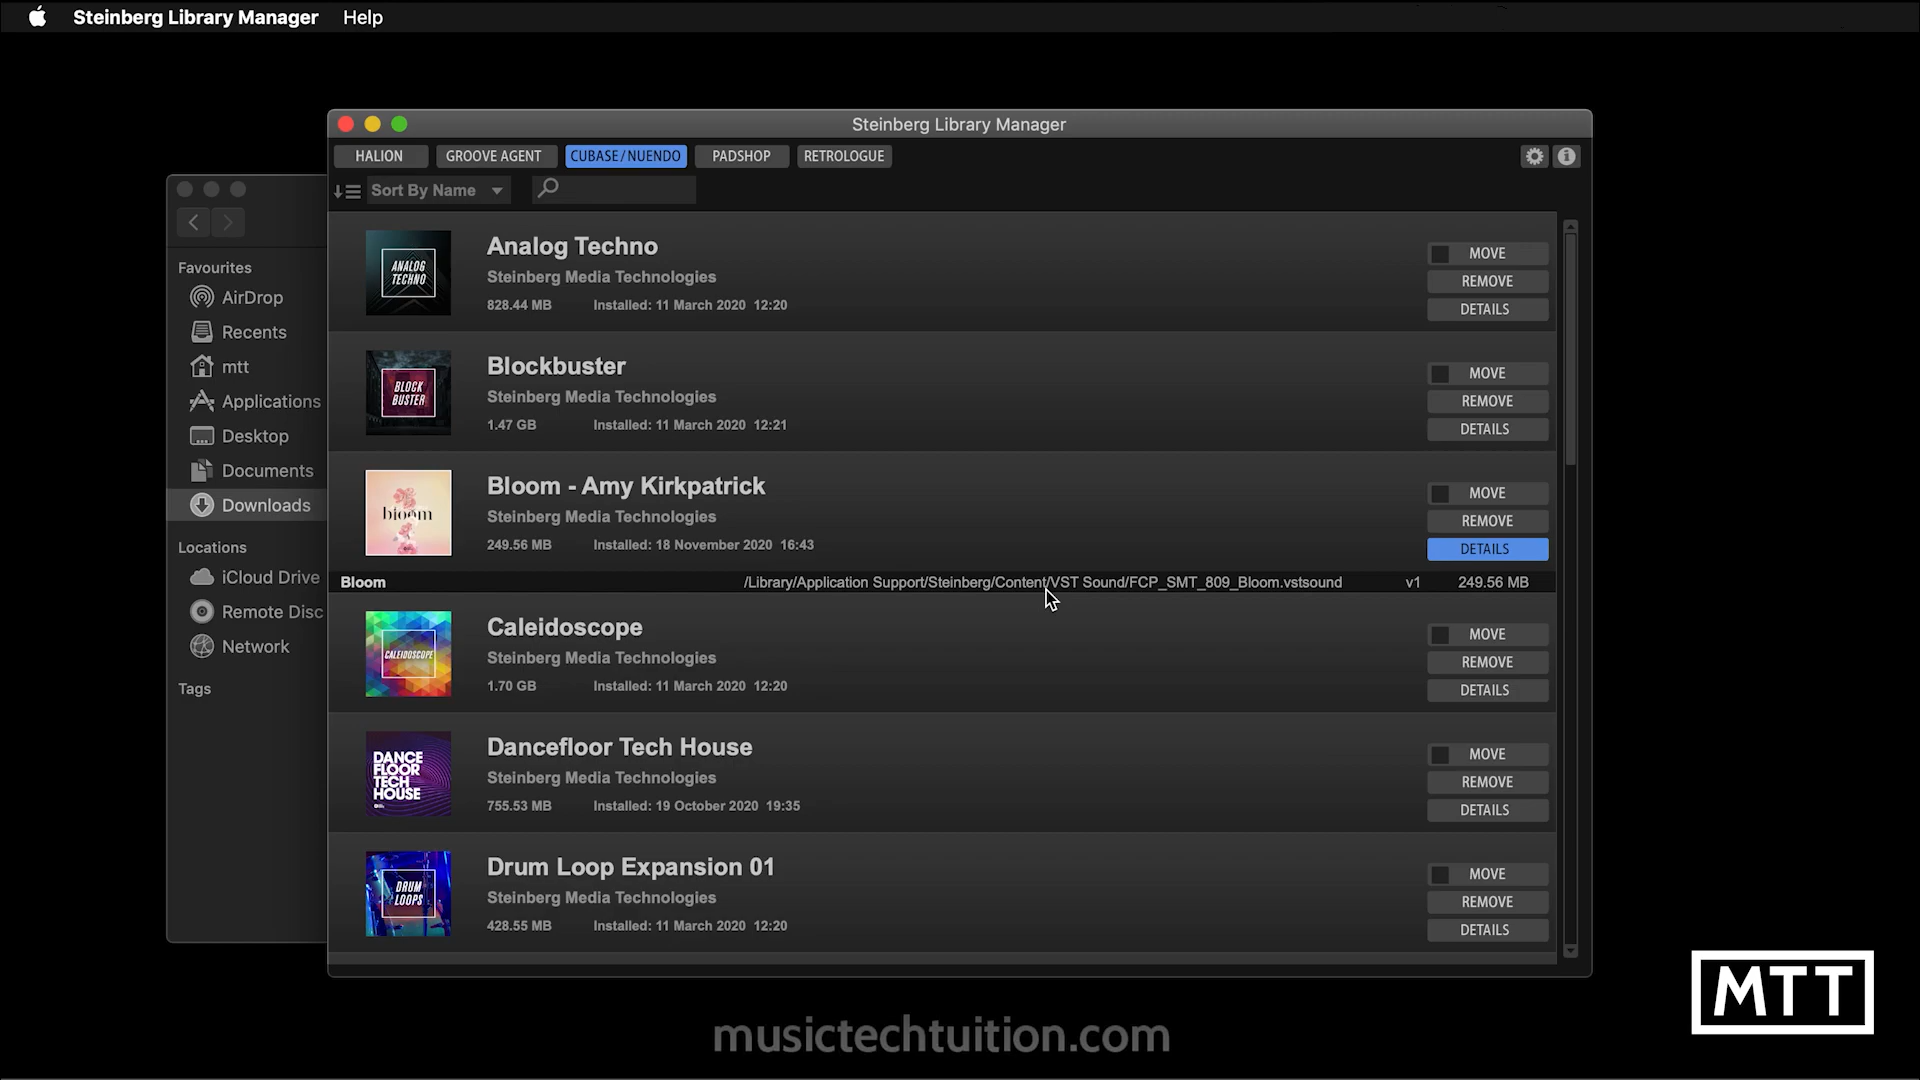 Steinberg Library Manager Help
Steinberg Library Manager
HALION GROOVE AGENT CUBASE/NUENDO PADSHOP RETROLOGUE
Sort By Name
Favourites
AirDrop
Recents
mtt
Applications
Desktop
Documents
Downloads
Locations
iCloud Drive
Remote Disc
Network
Tags
ANALOG
TECHNO
Analog Techno
Steinberg Media Technologies
828.44 MB Installed: 11 March 2020 12:20
MOVE
REMOVE
DETAILS
BLOCK
BUSTER
Blockbuster
Steinberg Media Technologies
1.47 GB Installed: 11 March 2020 12:21
MOVE
REMOVE
DETAILS
bloom
Bloom - Amy Kirkpatrick
Steinberg Media Technologies
249.56 MB Installed: 18 November 2020 16:43
MOVE
REMOVE
DETAILS
Bloom /Library/Application Support/Steinberg/Content/VST Sound/FCP_SMT_809_Bloom.vstsound v1 249.56 MB
CALEIDOSCOPE
Caleidoscope
Steinberg Media Technologies
1.70 GB Installed: 11 March 2020 12:20
MOVE
REMOVE
DETAILS
DANCE
FLOOR
TECH
HOUSE
Dancefloor Tech House
Steinberg Media Technologies
755.53 MB Installed: 19 October 2020 19:35
MOVE
REMOVE
DETAILS
DRUM
LOOPS
Drum Loop Expansion 01
Steinberg Media Technologies
428.55 MB Installed: 11 March 2020 12:20
MOVE
REMOVE
DETAILS
MTT
musictechtuition.com